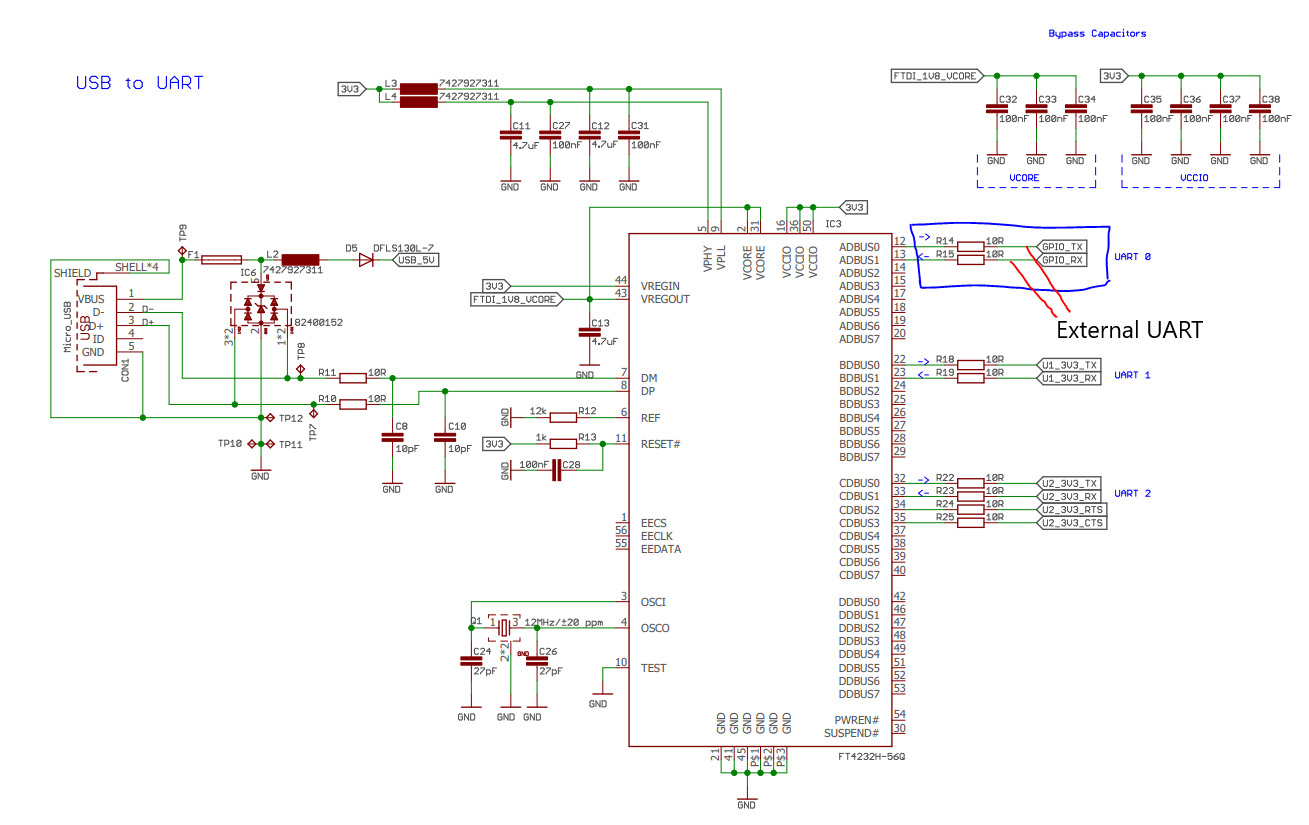 Bypass Capacitors
USB to UART
3V3
L3
7427927311
L4
7427927311
C11
4.7uF
C27
100nF
C12
4.7uF
C31
100nF
GND
GND
GND
GND
FTDI_1V8_VCORE
C32
100nF
C33
100nF
C34
100nF
GND
GND
GND
VCORE
3V3
C35
100nF
C36
100nF
C37
100nF
C38
100nF
GND
GND
GND
GND
VCCIO
TP9
F1
L2
7427927311
D5
DFLS130L-7
USB_5V
SHIELD
SHELL*4
VBUS
1
D-
2
D-
D+
3
D+
ID
4
GND
5
Micro_USB
USB
CON1
IC6
6
82400152
3*2
2
1*2
TP8
R11
10R
R10
10R
TP7
TP12
TP10
TP11
GND
C8
10pF
GND
C10
10pF
GND
3V3
FTDI_1V8_VCORE
C13
4.7uF
GND
GND
12k
R12
3V3
1k
R13
GND
100nF
C28
Q1
1
3
12MHz/±20 ppm
2*2
GND
C24
27pF
C26
27pF
GND
GND
GND
GND
5
9
2
31
16
36
50
3V3
IC3
VPHY
VPLL
VCORE
VCORE
VCCIO
VCCIO
VCCIO
44
VREGIN
43
VREGOUT
7
DM
8
DP
6
REF
11
RESET#
1
EECS
56
EECLK
55
EEDATA
3
OSCI
4
OSCO
10
TEST
ADBUS0
12
ADBUS1
13
ADBUS2
14
ADBUS3
15
ADBUS4
17
ADBUS5
18
ADBUS6
19
ADBUS7
20
BDBUS0
22
BDBUS1
23
BDBUS2
24
BDBUS3
25
BDBUS4
26
BDBUS5
27
BDBUS6
28
BDBUS7
29
CDBUS0
32
CDBUS1
33
CDBUS2
34
CDBUS3
35
CDBUS4
37
CDBUS5
38
CDBUS6
39
CDBUS7
40
DDBUS0
42
DDBUS1
46
DDBUS2
47
DDBUS3
48
DDBUS4
49
DDBUS5
51
DDBUS6
52
DDBUS7
53
PWREN#
54
SUSPEND#
30
FT4232H-56Q
GND
GND
GND
GND
GND
GND
21
41
45
P$1
P$2
P$3
GND
->
R14
10R
GPIO_TX
<-
R15
10R
GPIO_RX
UART 0
External UART
->
R18
10R
U1_3V3_TX
<-
R19
10R
U1_3V3_RX
UART 1
->
R22
10R
U2_3V3_TX
<-
R23
10R
U2_3V3_RX
R24
10R
U2_3V3_RTS
R25
10R
U2_3V3_CTS
UART 2